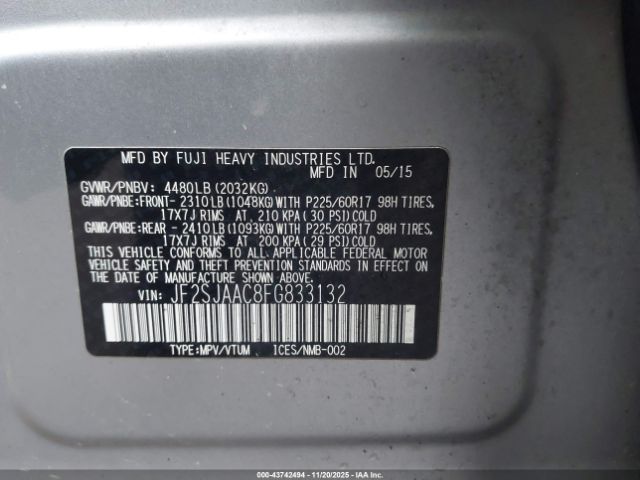 MFD BY FUJI HEAVY INDUSTRIES LTD.
MFD IN 05/15
GVWR/PNBV: 4480LB(2032KG)
GAWR/PNBE:FRONT- 2310LB(1048KG)WITH P225/60R17 98H TIRES,
17X7J RIMS AT 210 KPA(30 PSI)COLD
GAWR/PNBE:REAR - 2410LB(1093KG)WITH P225/60R17 98H TIRES,
17X7J RIMS AT 200 KPA(29 PSI)COLD
THIS VEHICLE CONFORMS TO ALL APPLICABLE FEDERAL MOTOR
VEHICLE SAFETY AND THEFT PREVENTION STANDARDS IN EFFECT
ON THE DATE OF MANUFACTURE SHOWN ABOVE.
VIN: JF2SJAAC8FG833132
TYPE:MPV/VTUM ICES/NMB-002
000-43742494 - 11/20/2025 - IAAI.COM